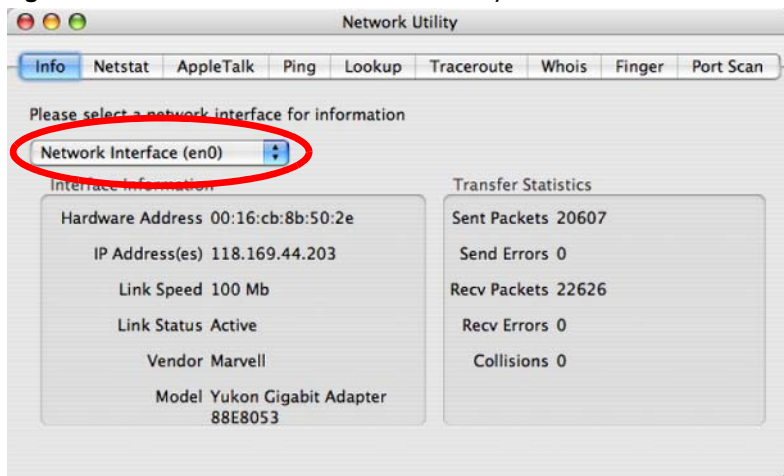 Network Utility
Info Netstat AppleTalk Ping Lookup Traceroute Whois Finger Port Scan
Please select a network interface for information
Network Interface (en0)
Interface Information
Hardware Address 00:16:cb:8b:50:2e
IP Address(es) 118.169.44.203
Link Speed 100 Mb
Link Status Active
Vendor Marvell
Model Yukon Gigabit Adapter
88E8053
Transfer Statistics
Sent Packets 20607
Send Errors 0
Recv Packets 22626
Recv Errors 0
Collisions 0